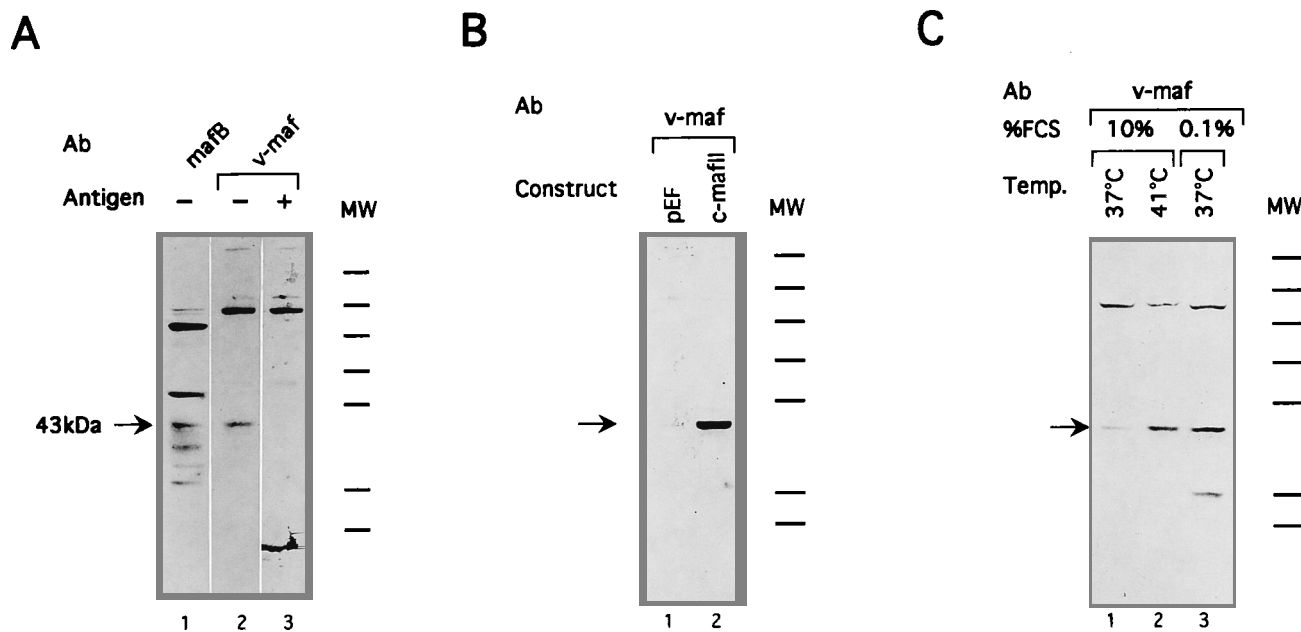 A
Ab
mafB
v-maf
Antigen
− − +
MW
43kDa
1 2 3
B
Ab
v-maf
Construct
pEF
c-mafII
MW
1 2
C
Ab
v-maf
%FCS
10% 0.1%
Temp.
37°C 41°C 37°C
MW
1 2 3